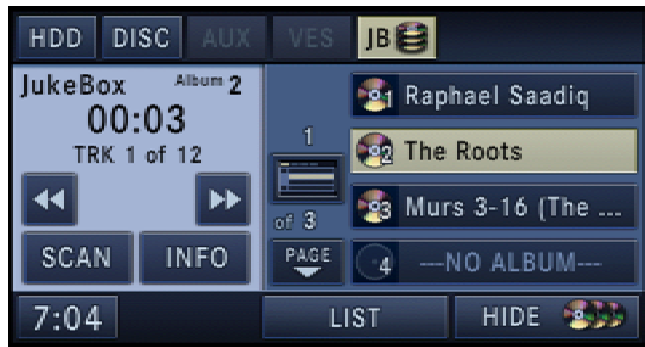 HDD DISC AUX VES JB
JukeBox Album 2
00:03
TRK 1 of 12
SCAN INFO
1
of 3
PAGE
1 Raphael Saadiq
2 The Roots
3 Murs 3-16 (The ...
4 ---NO ALBUM---
7:04 LIST HIDE